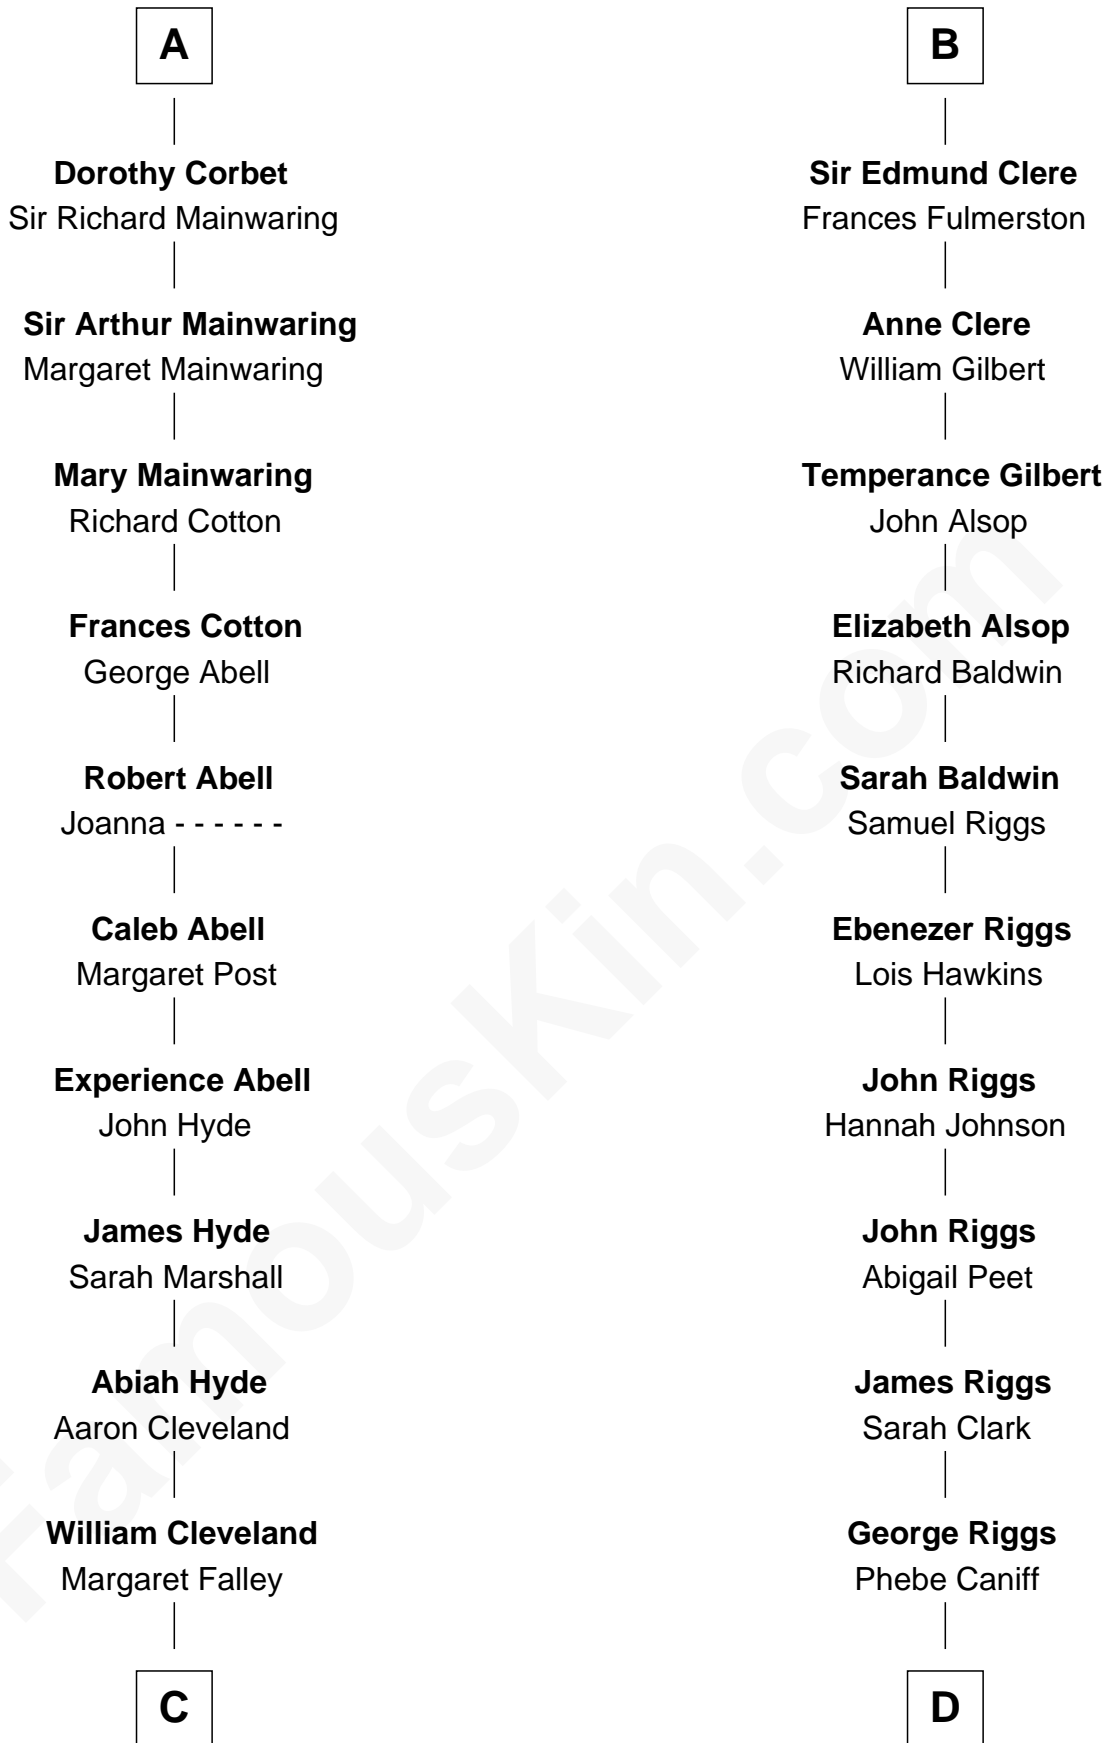 A
Dorothy Corbet
Sir Richard Mainwaring
Sir Arthur Mainwaring
Margaret Mainwaring
Mary Mainwaring
Richard Cotton
Frances Cotton
George Abell
Robert Abell
Joanna - - - - - -
Caleb Abell
Margaret Post
Experience Abell
John Hyde
James Hyde
Sarah Marshall
Abiah Hyde
Aaron Cleveland
William Cleveland
Margaret Falley
C
B
Sir Edmund Clere
Frances Fulmerston
Anne Clere
William Gilbert
Temperance Gilbert
John Alsop
Elizabeth Alsop
Richard Baldwin
Sarah Baldwin
Samuel Riggs
Ebenezer Riggs
Lois Hawkins
John Riggs
Hannah Johnson
John Riggs
Abigail Peet
James Riggs
Sarah Clark
George Riggs
Phebe Caniff
D
FamousKin.com